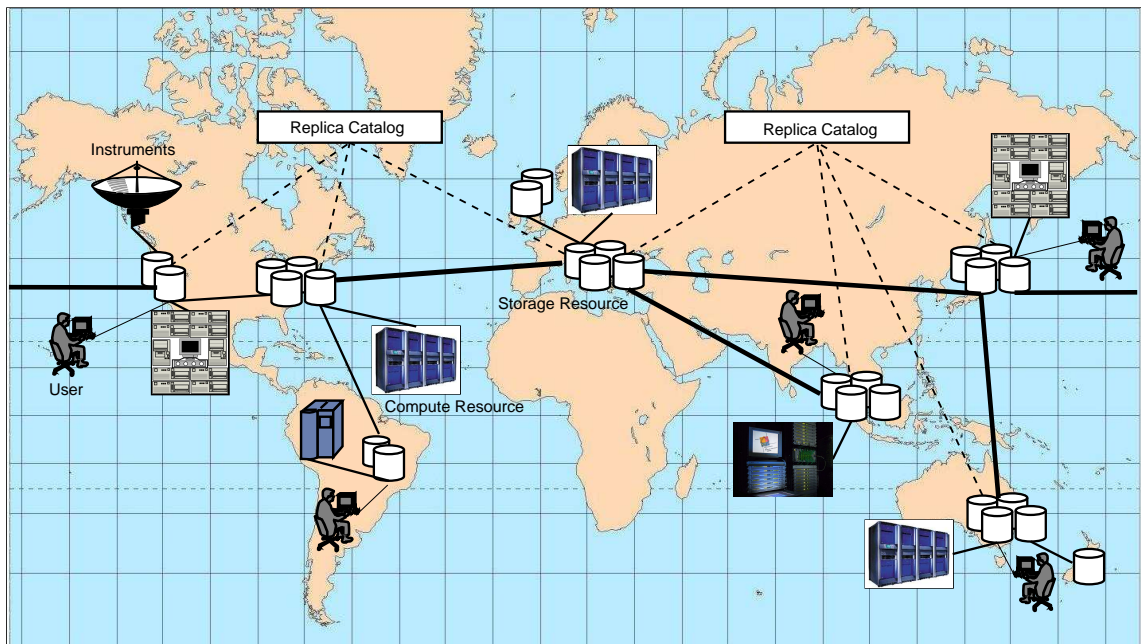 Replica Catalog
Replica Catalog
Instruments
Storage Resource
User
Compute Resource